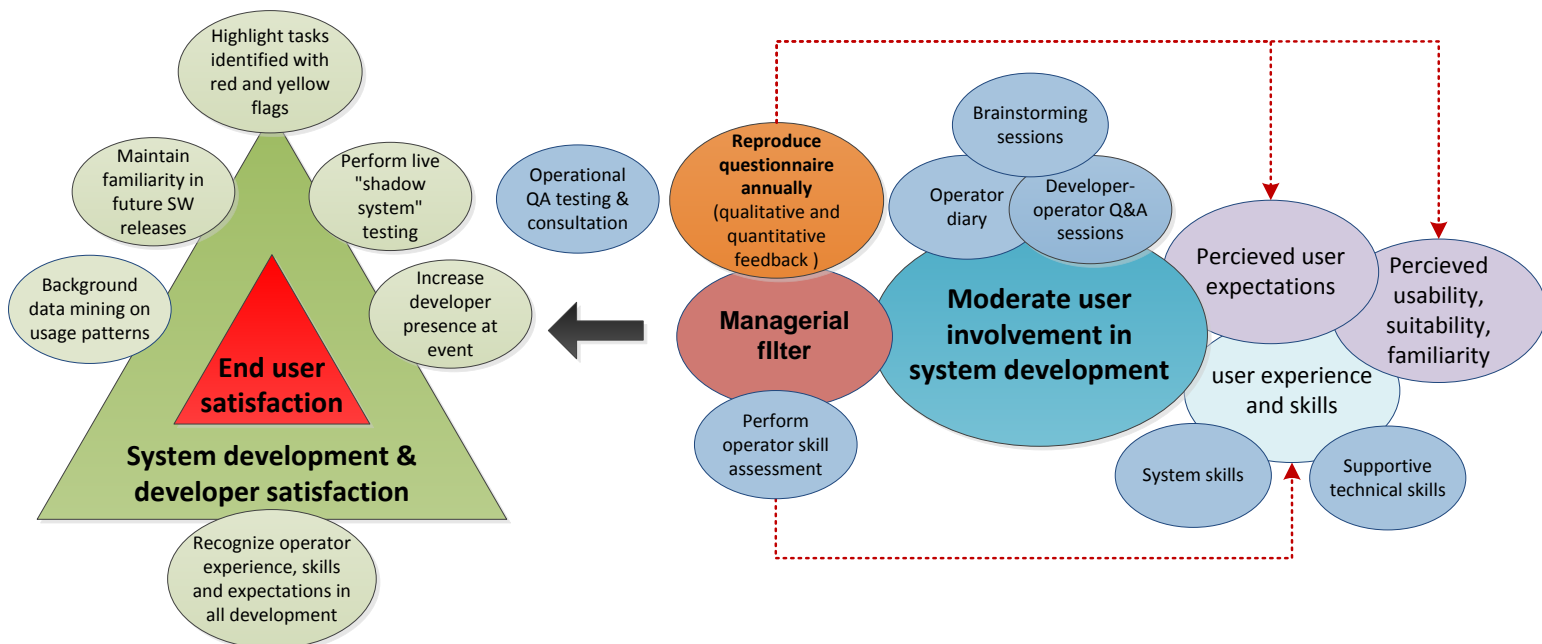 Highlight tasks
identified with
red and yellow
flags
Maintain
familiarity in
future SW
releases
Perform live
"shadow
system"
testing
Background
data mining on
usage patterns
Increase
developer
presence at
event
End user
satisfaction
System development &
developer satisfaction
Recognize operator
experience, skills
and expectations in
all development
Operational
QA testing &
consultation
Reproduce
questionnaire
annually
(qualitative and
quantitative
feedback )
Managerial
fIlter
Perform
operator skill
assessment
Brainstorming
sessions
Operator
diary
Developer-
operator Q&A
sessions
Moderate user
involvement in
system development
Percieved user
expectations
Percieved
usability,
suitability,
familiarity
user experience
and skills
System skills
Supportive
technical skills